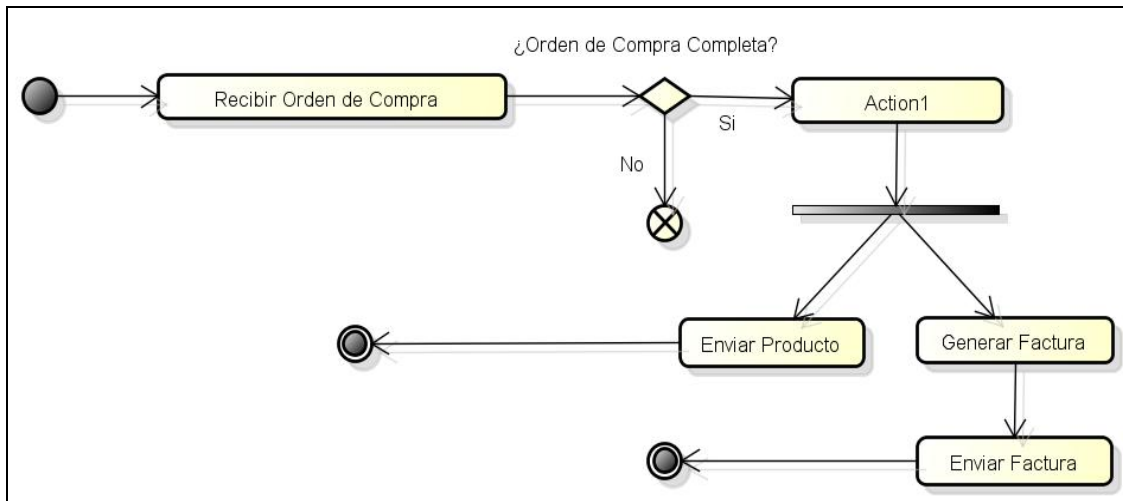 ¿Orden de Compra Completa?
Recibir Orden de Compra
Action1
Si
No
Enviar Producto
Generar Factura
Enviar Factura